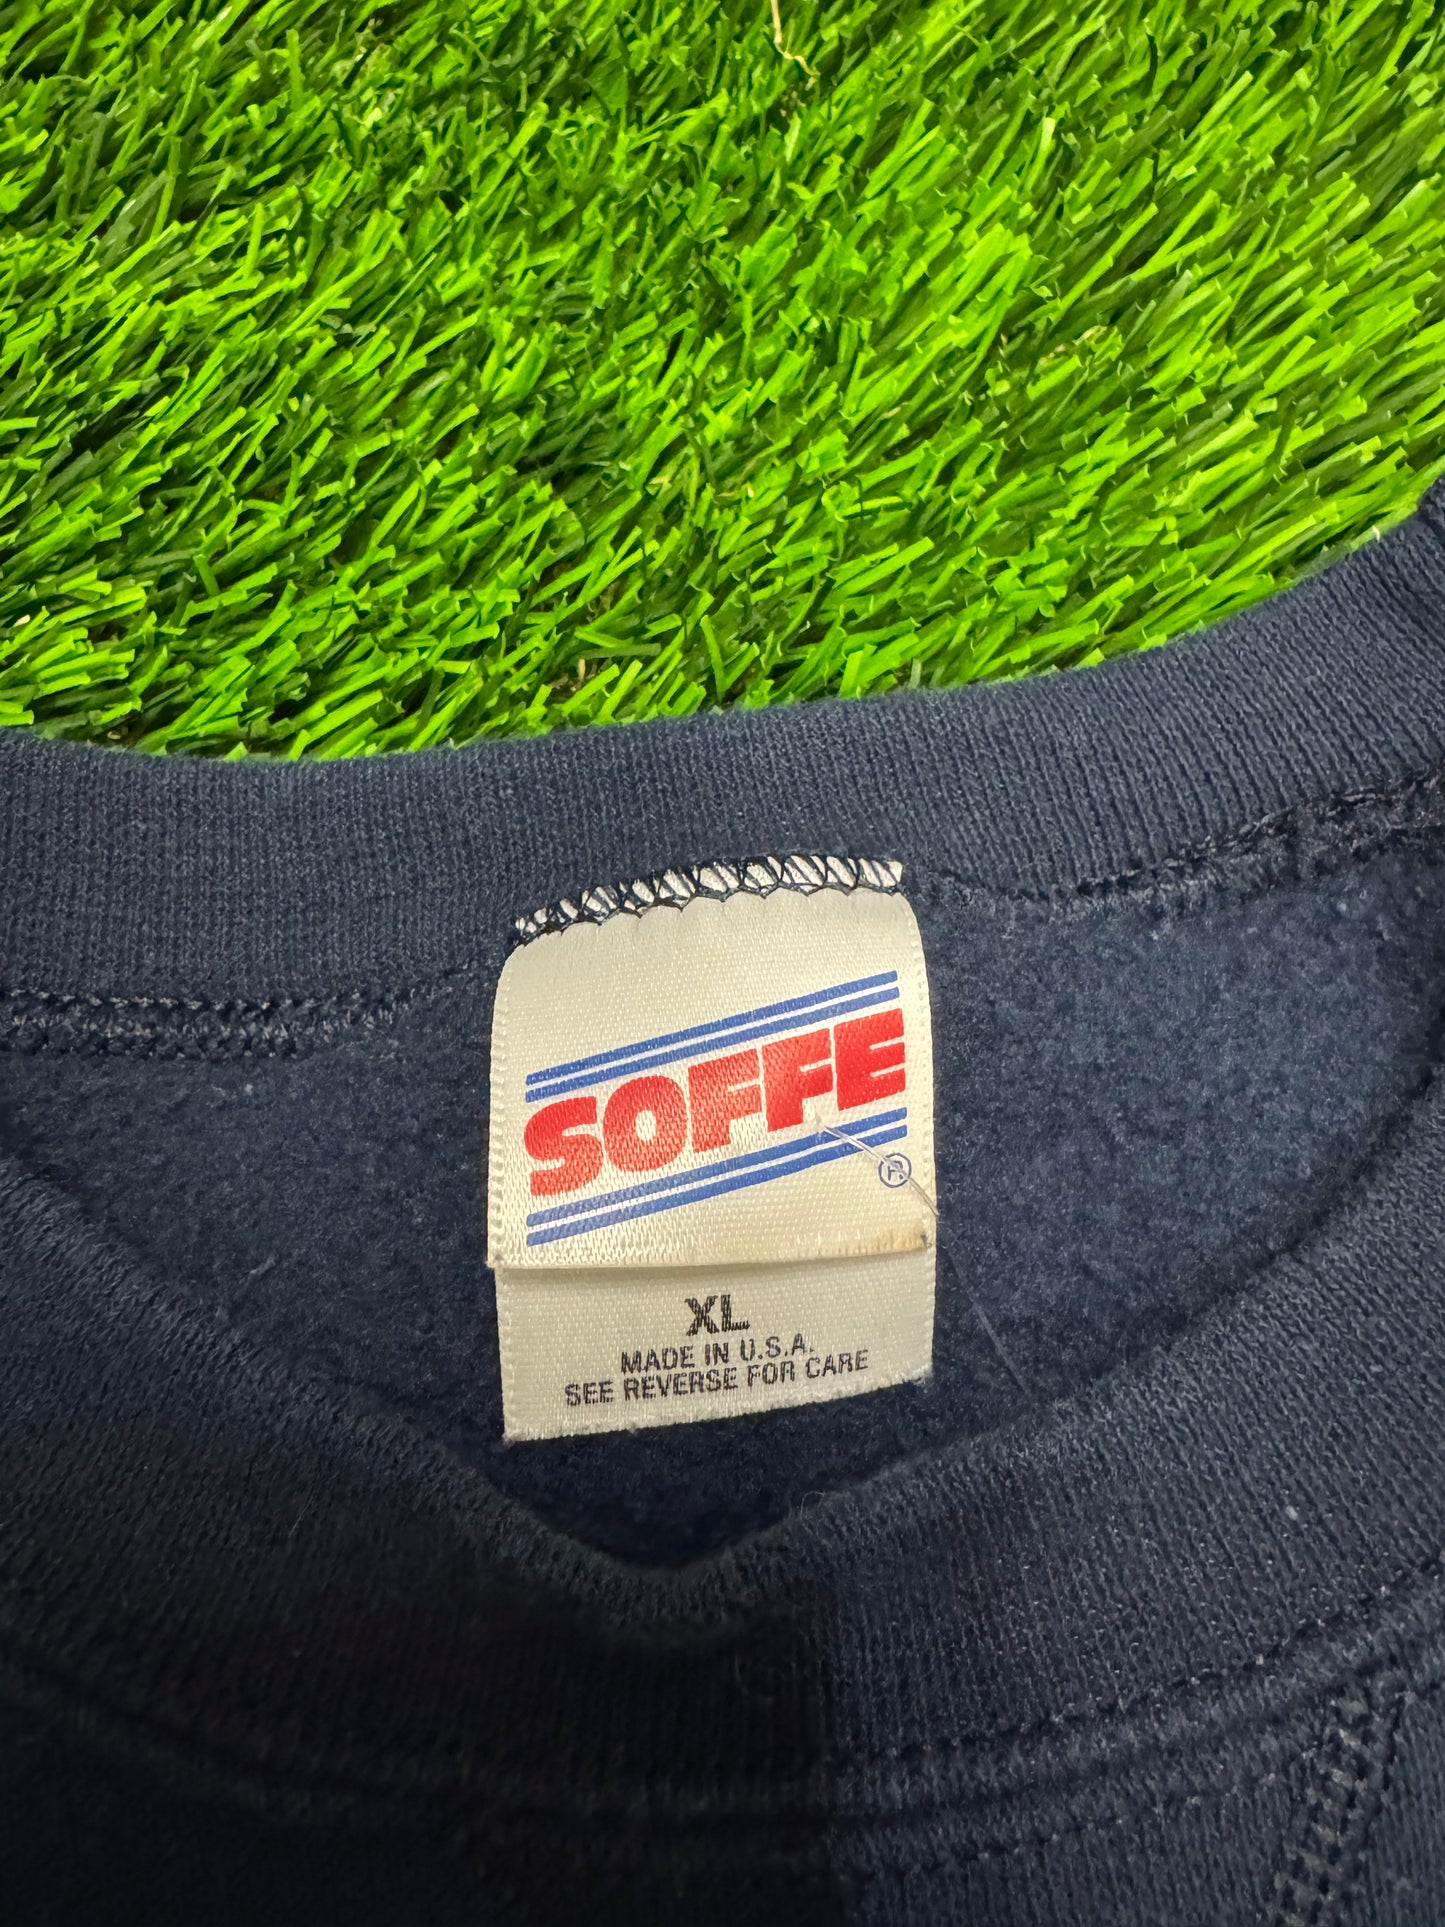 SOFFE
®
XL
MADE IN U.S.A.
SEE REVERSE FOR CARE